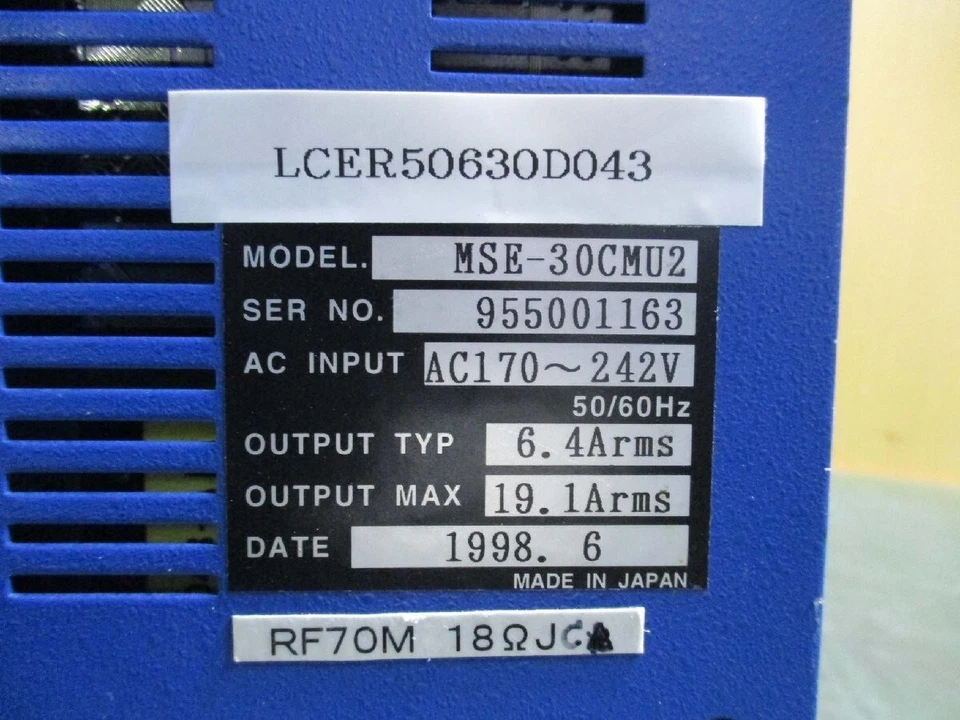 LCER50630D043
MODEL. MSE-30CMU2
SER NO. 955001163
AC INPUT AC170～242V
50/60Hz
OUTPUT TYP 6.4Arms
OUTPUT MAX 19.1Arms
DATE 1998. 6
MADE IN JAPAN
RF70M 18ΩJ